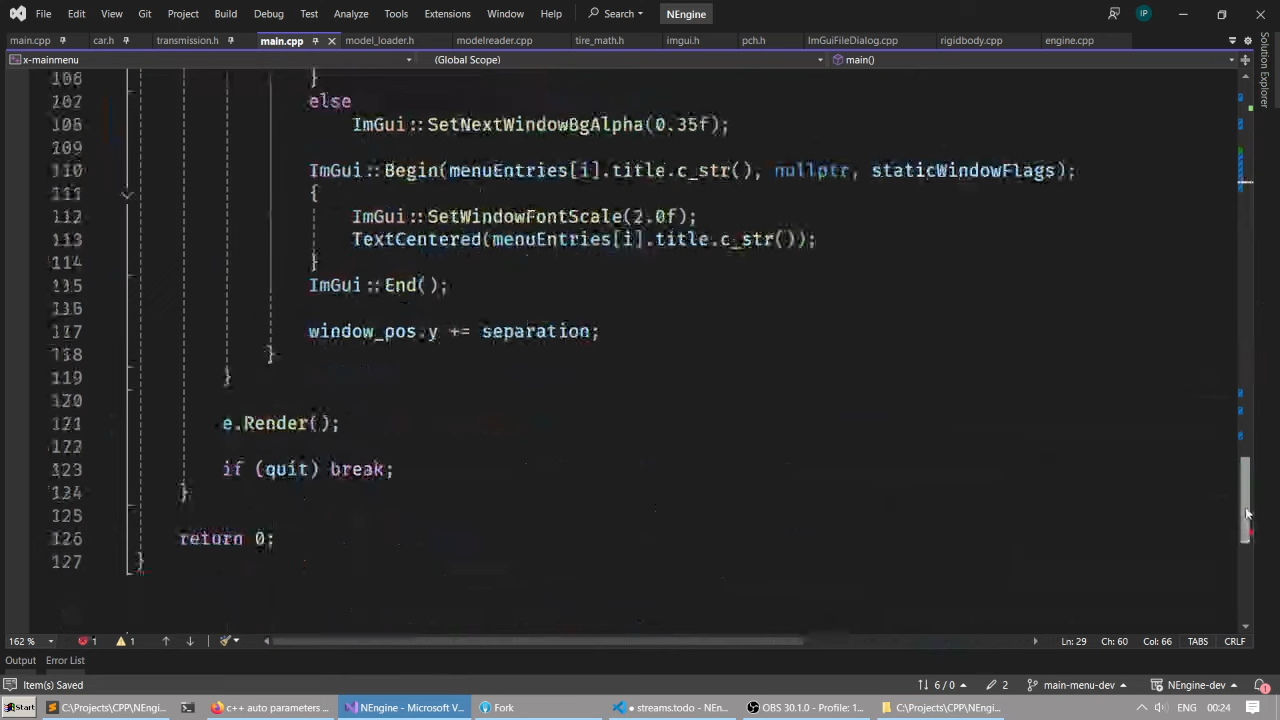 File Edit View Git Project Build Debug Test Analyze Tools Extensions Window Help Search NEngine IP
main.cpp car.h transmission.h main.cpp model_loader.h modelreader.cpp tire_math.h imgui.h pch.h ImGuiFileDialog.cpp rigidbody.cpp engine.cpp
x-mainmenu (Global Scope) main()
}
else
ImGui::SetNextWindowBgAlpha(0.35f);
109
110 ImGui::Begin(menuEntries[i].title.c_str(), nullptr, staticWindowFlags);
111 {
112 ImGui::SetWindowFontScale(2.0f);
113 TextCentered(menuEntries[i].title.c_str());
114 }
115 ImGui::End();
116
117 window_pos.y += separation;
118 }
119 }
120
121 e.Render();
122
123 if (quit) break;
124 }
125
126 return 0;
127 }
162 % 1 1 Ln: 29 Ch: 60 Col: 66 TABS CRLF
Output Error List
Item(s) Saved 6 / 0 2 main-menu-dev NEngine-dev 1
Start C:\Projects\CPP\NEngi... c++ auto parameters ... NEngine - Microsoft V... Fork streams.todo - NEn... OBS 30.1.0 - Profile: 1... C:\Projects\CPP\NEngi... POL 00:24
Solution Explorer